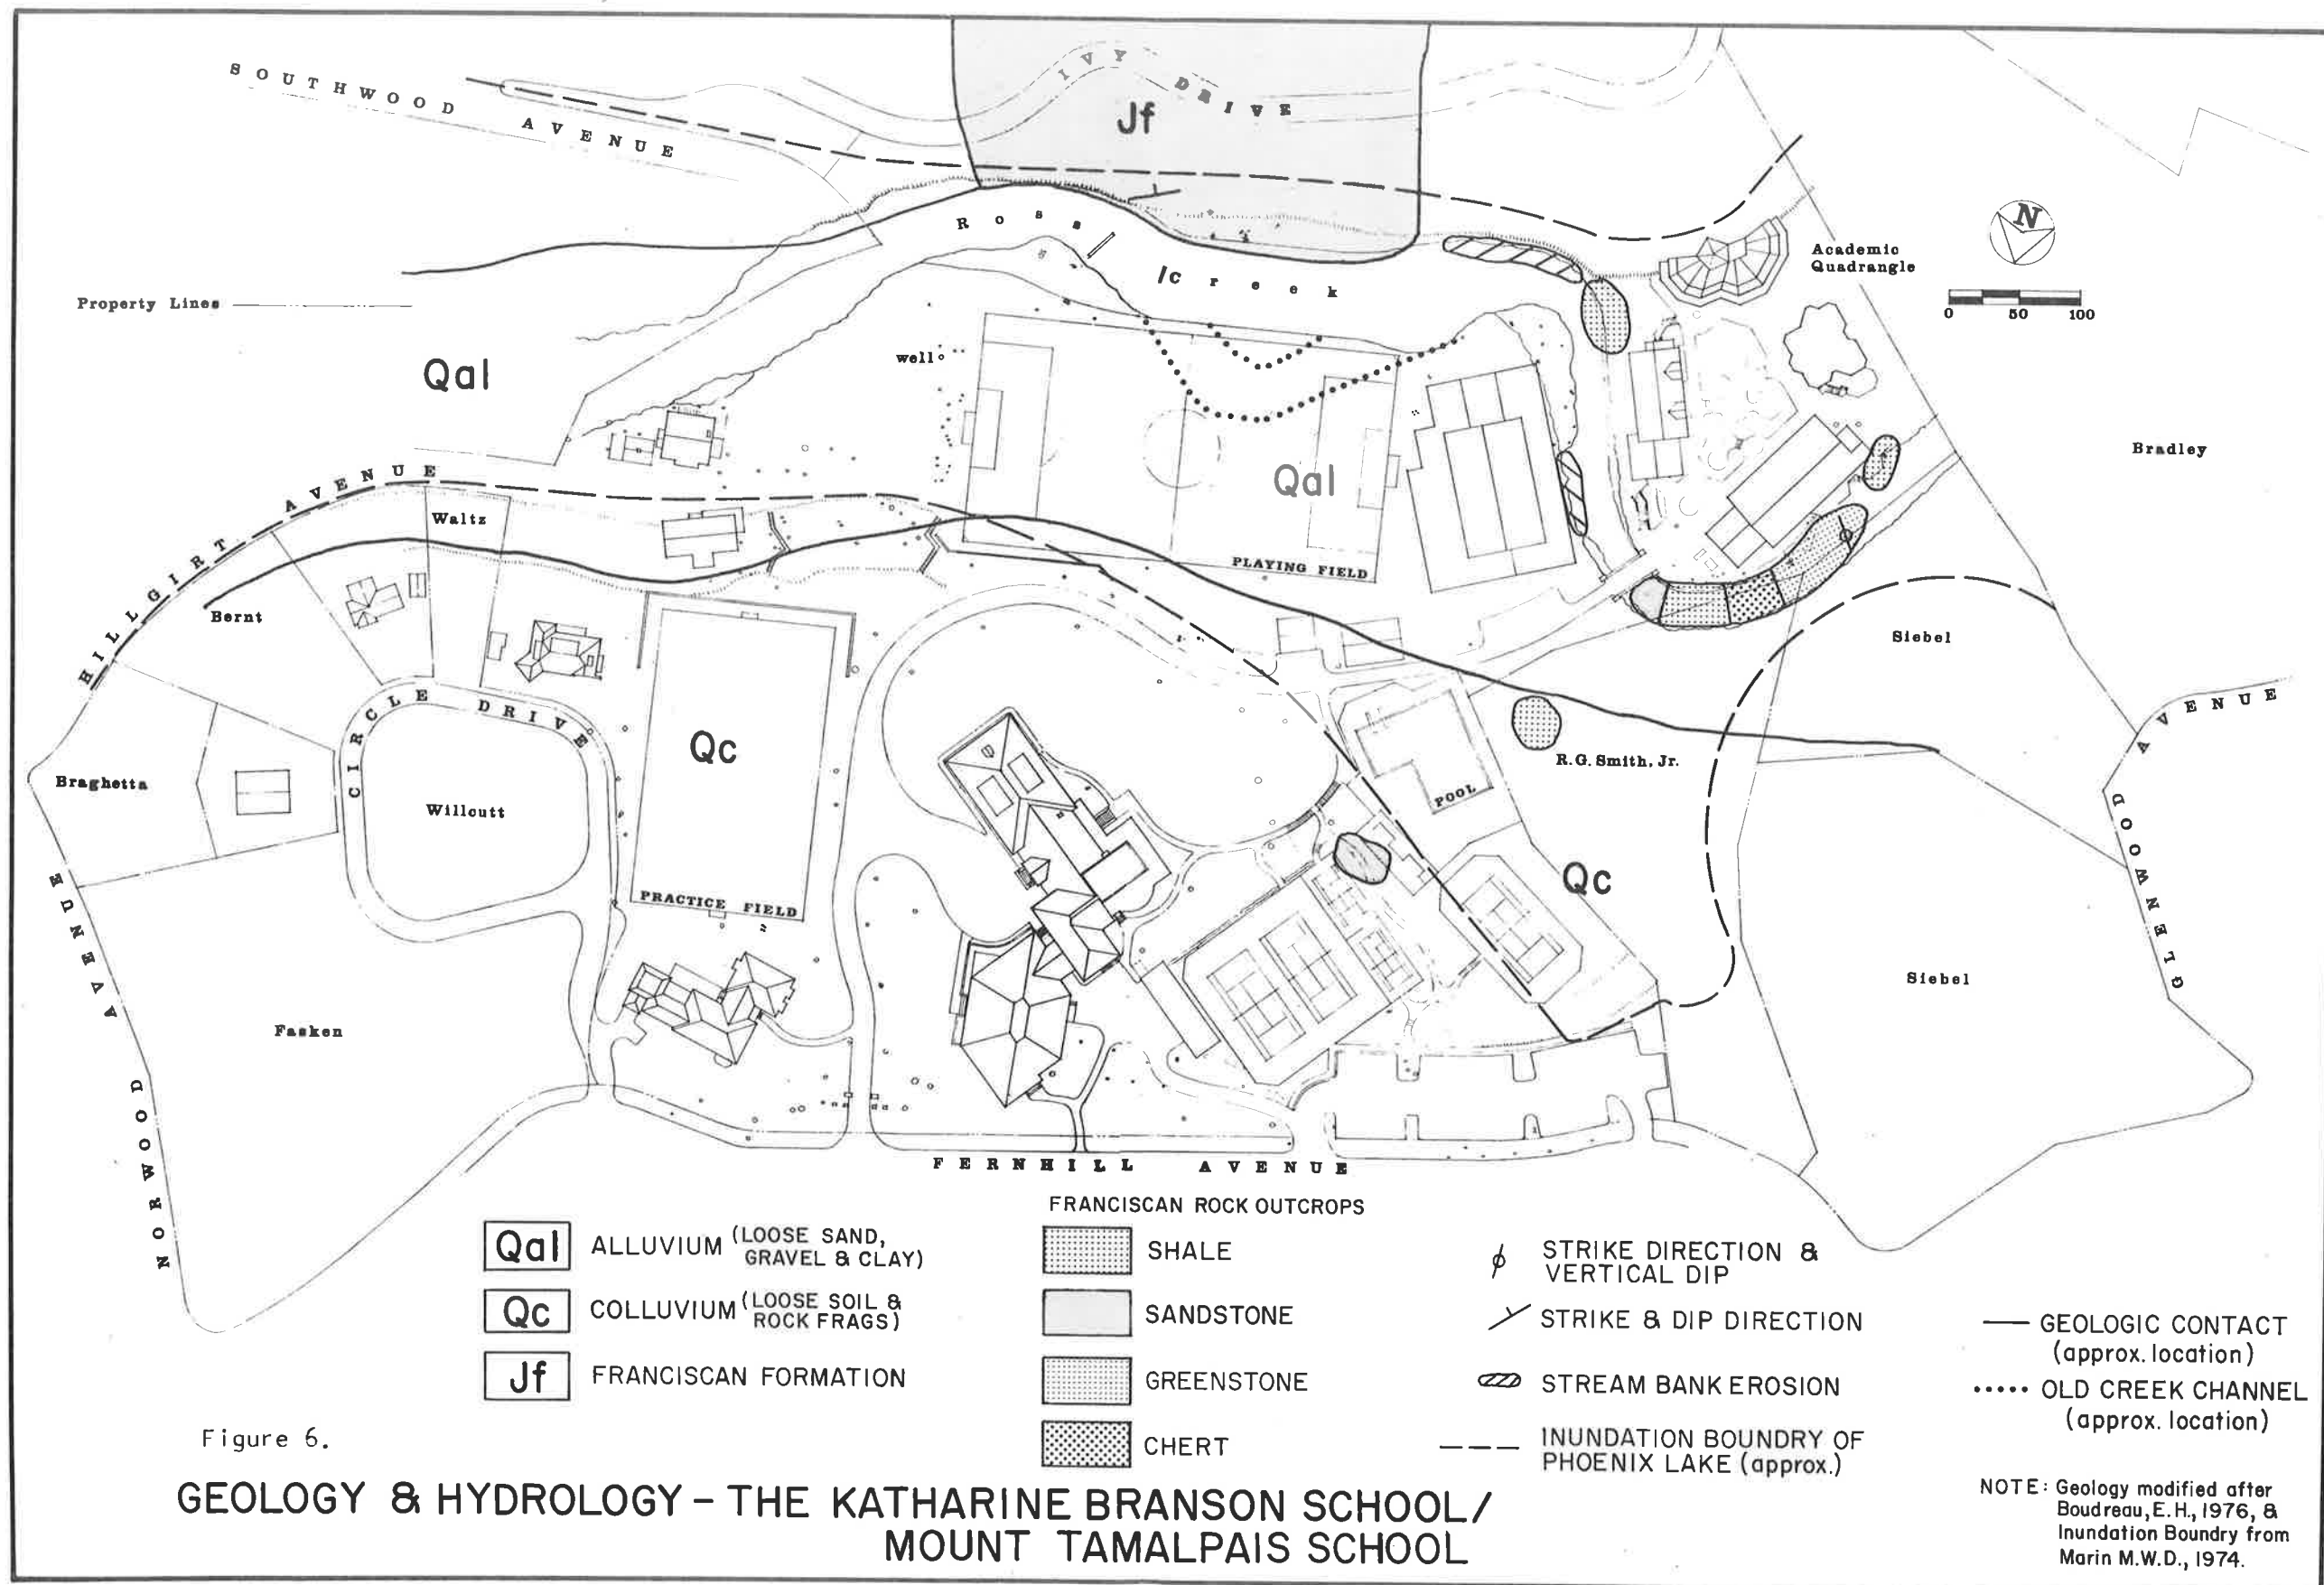 SOUTHWOOD AVENUE
IVY DRIVE
Jf
Ross Creek
N
0 50 100
Academic
Quadrangle
Property Lines
Qal
well
Bradley
HILLGIRT AVENUE
Waltz
Qal
PLAYING FIELD
Bernt
Siebel
CIRCLE DRIVE
GLENWOOD AVENUE
Qc
R.G. Smith, Jr.
Braghetta
Willcutt
POOL
Qc
PRACTICE FIELD
Siebel
Fasken
NORWOOD AVENUE
FERNHILL AVENUE
Qal ALLUVIUM (LOOSE SAND,
GRAVEL & CLAY)
Qc COLLUVIUM (LOOSE SOIL &
ROCK FRAGS)
Jf FRANCISCAN FORMATION
FRANCISCAN ROCK OUTCROPS
SHALE
SANDSTONE
GREENSTONE
CHERT
STRIKE DIRECTION &
VERTICAL DIP
STRIKE & DIP DIRECTION
STREAM BANK EROSION
INUNDATION BOUNDRY OF
PHOENIX LAKE (approx.)
GEOLOGIC CONTACT
(approx. location)
OLD CREEK CHANNEL
(approx. location)
Figure 6.
GEOLOGY & HYDROLOGY – THE KATHARINE BRANSON SCHOOL/
MOUNT TAMALPAIS SCHOOL
NOTE: Geology modified after
Boudreau, E.H., 1976, &
Inundation Boundry from
Marin M.W.D., 1974.